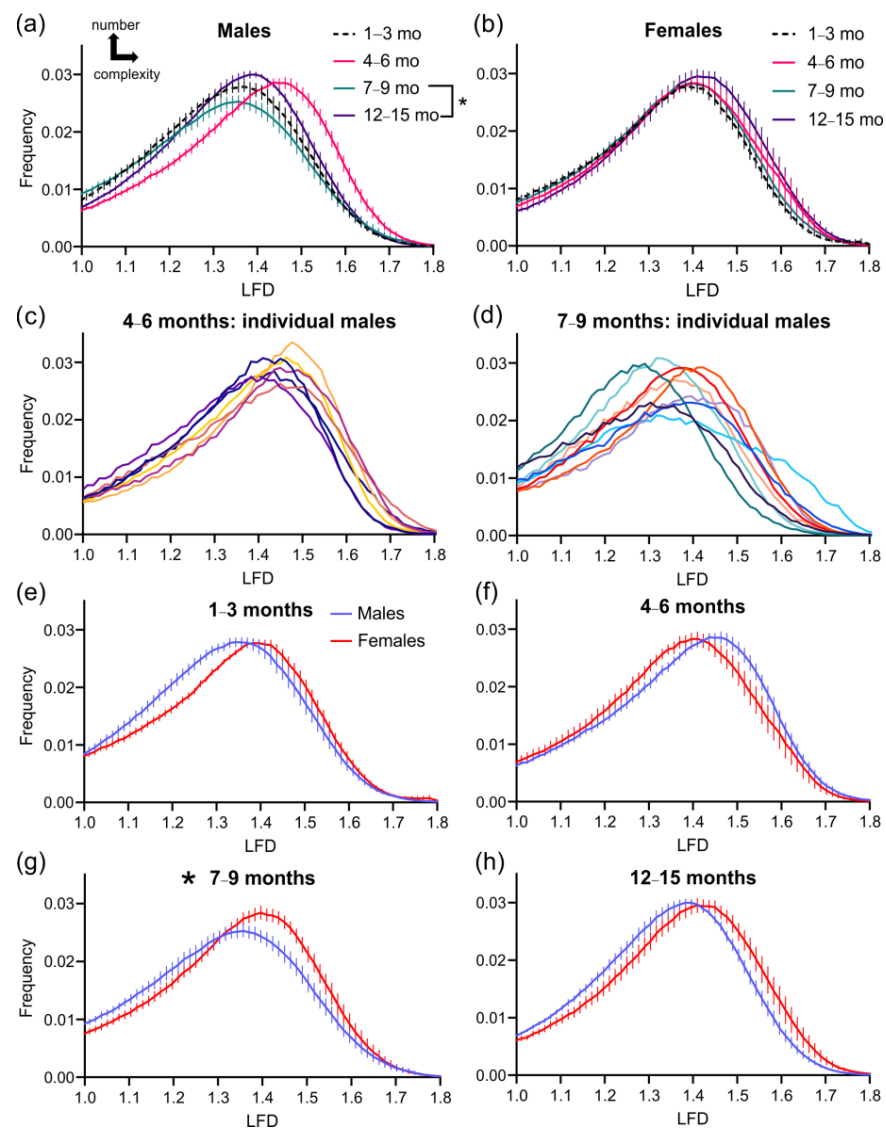 (a)
number
complexity
Males
1–3 mo
4–6 mo
7–9 mo
12–15 mo
*
Frequency
0.03
0.02
0.01
0.00
1.0 1.1 1.2 1.3 1.4 1.5 1.6 1.7 1.8
LFD
(b)
Females
1–3 mo
4–6 mo
7–9 mo
12–15 mo
0.03
0.02
0.01
0.00
1.0 1.1 1.2 1.3 1.4 1.5 1.6 1.7 1.8
LFD
(c)
4–6 months: individual males
Frequency
0.03
0.02
0.01
0.00
1.0 1.1 1.2 1.3 1.4 1.5 1.6 1.7 1.8
LFD
(d)
7–9 months: individual males
0.03
0.02
0.01
0.00
1.0 1.1 1.2 1.3 1.4 1.5 1.6 1.7 1.8
LFD
(e)
1–3 months
Males
Females
Frequency
0.03
0.02
0.01
0.00
1.0 1.1 1.2 1.3 1.4 1.5 1.6 1.7 1.8
LFD
(f)
4–6 months
0.03
0.02
0.01
0.00
1.0 1.1 1.2 1.3 1.4 1.5 1.6 1.7 1.8
LFD
(g)
* 7–9 months
Frequency
0.03
0.02
0.01
0.00
1.0 1.1 1.2 1.3 1.4 1.5 1.6 1.7 1.8
LFD
(h)
12–15 months
0.03
0.02
0.01
0.00
1.0 1.1 1.2 1.3 1.4 1.5 1.6 1.7 1.8
LFD